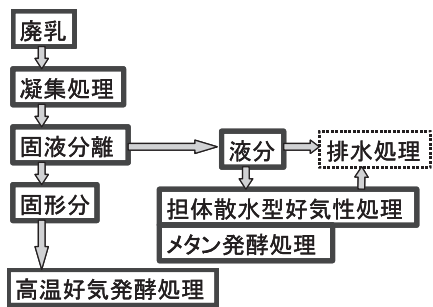 廃乳
凝集処理
固液分離
液分
排水処理
固形分
担体散水型好気性処理
メタン発酵処理
高温好気発酵処理